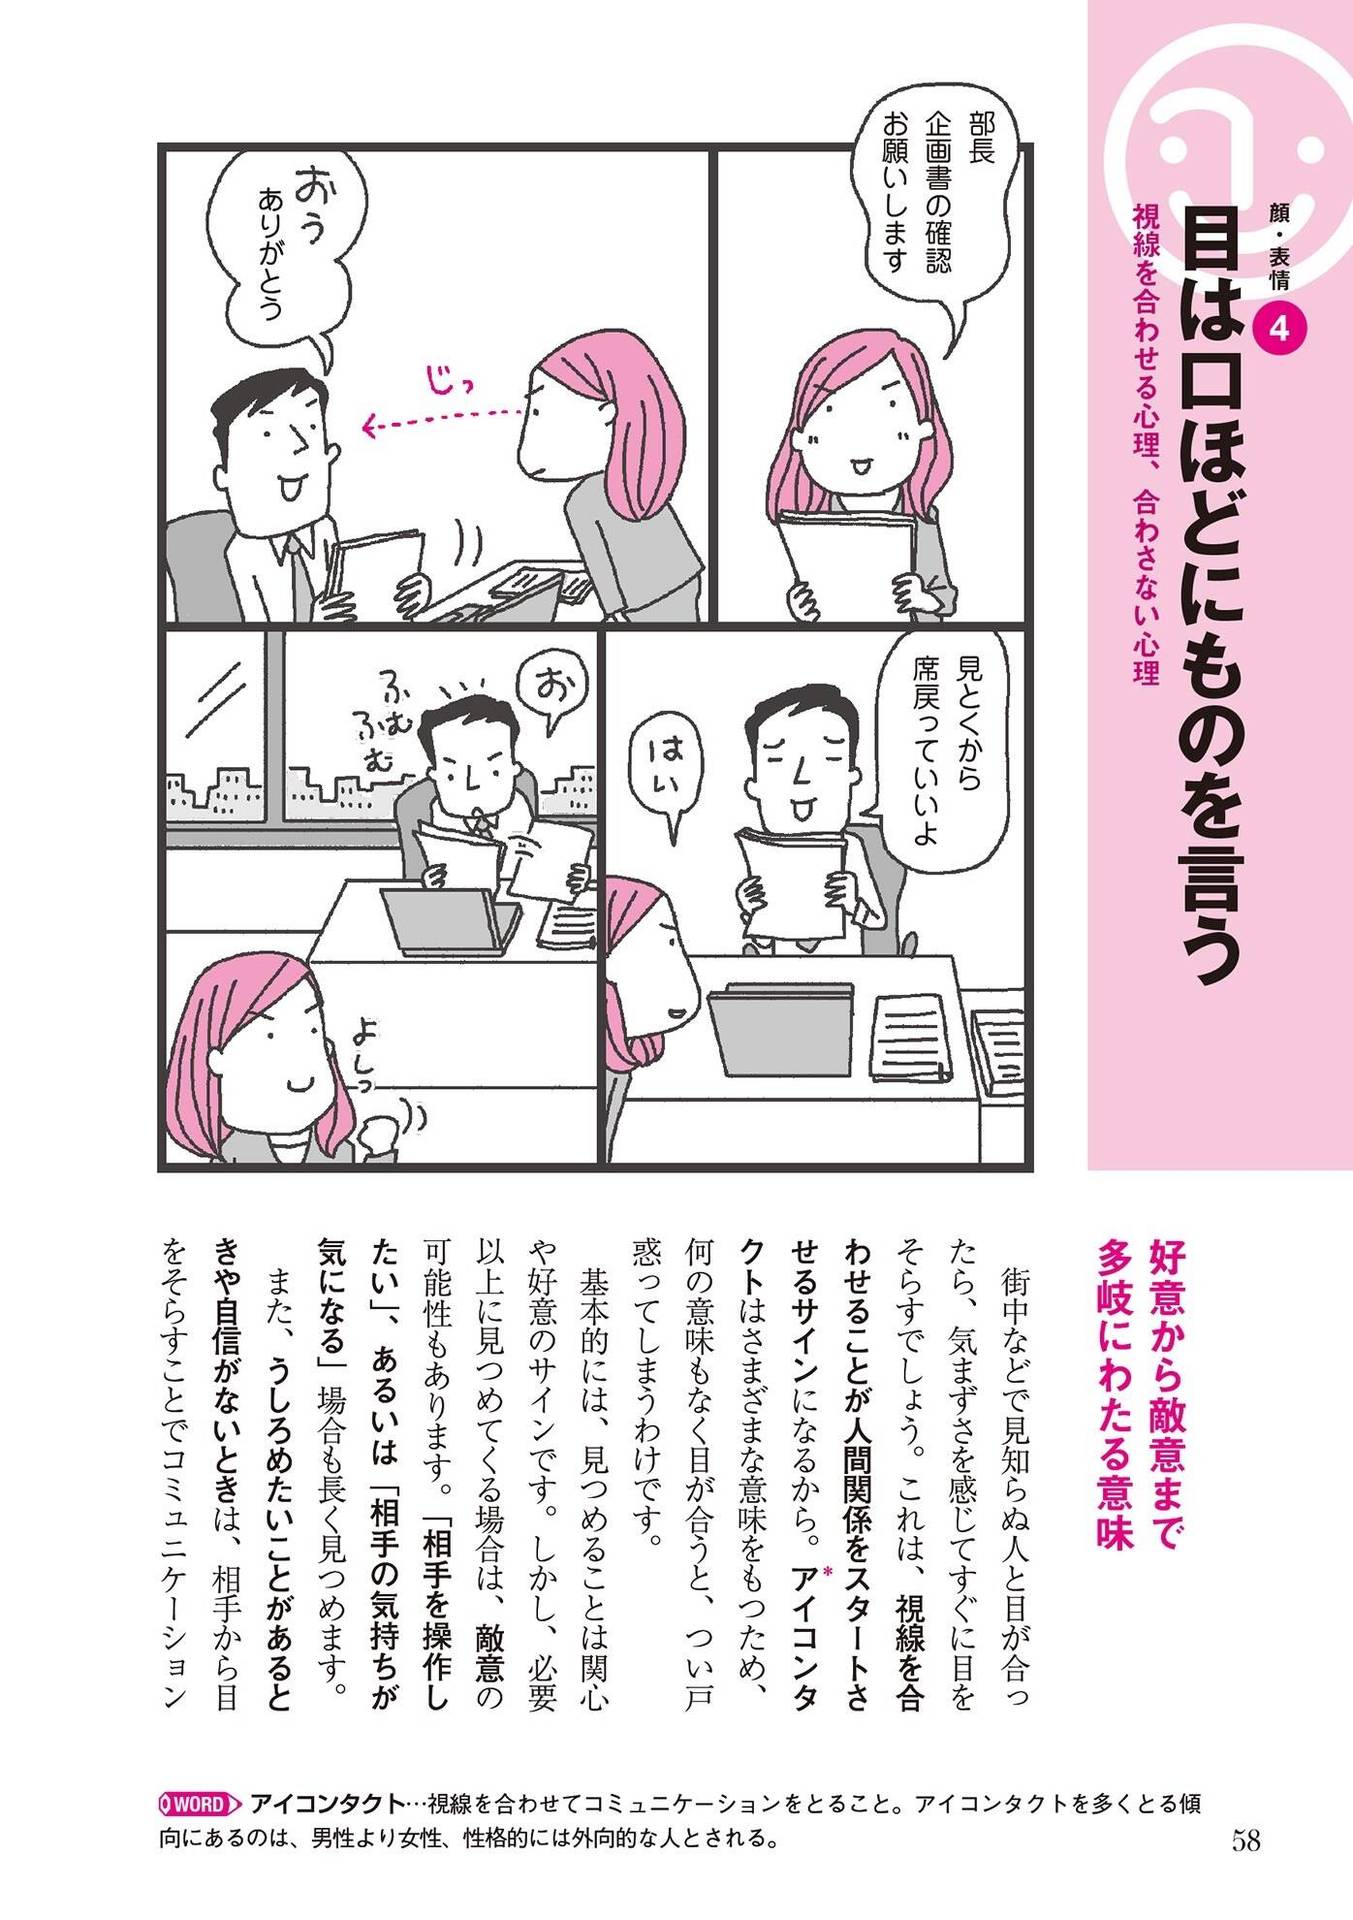 顔・表情
4
目は口ほどにものを言う
視線を合わせる心理、合わさない心理
部長
企画書の確認
お願いします
じっ
おう
ありがとう
見とくから
席戻っていいよ
はい
お
ふむ
ふむ
よしっ
好意から敵意まで
多岐にわたる意味
街中などで見知らぬ人と目が合っ
たら、気まずさを感じてすぐに目を
そらすでしょう。これは、視線を合
わせることが人間関係をスタートさ
せるサインになるから。アイコンタ
*
クトはさまざまな意味をもつため、
何の意味もなく目が合うと、つい戸
惑ってしまうわけです。
基本的には、見つめることは関心
や好意のサインです。しかし、必要
以上に見つめてくる場合は、敵意の
可能性もあります。「相手を操作し
たい」、あるいは「相手の気持ちが
気になる」場合も長く見つめます。
また、うしろめたいことがあると
きや自信がないときは、相手から目
をそらすことでコミュニケーション
WORD アイコンタクト…視線を合わせてコミュニケーションをとること。アイコンタクトを多くとる傾
向にあるのは、男性より女性、性格的には外向的な人とされる。
58